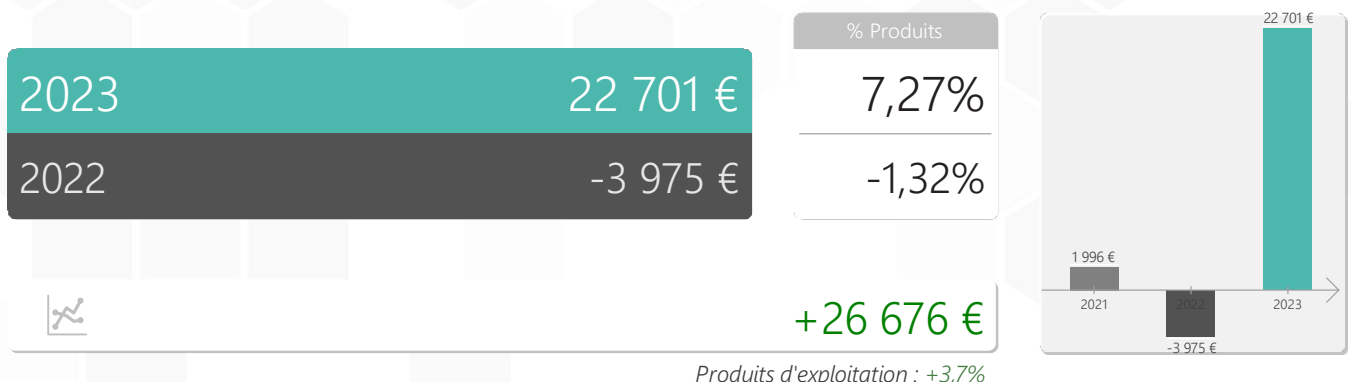 % Produits
2023 22 701 € 7,27%
2022 -3 975 € -1,32%
+26 676 €
Produits d'exploitation : +3,7%
22 701 €
1 996 €
2021 2022 2023
-3 975 €